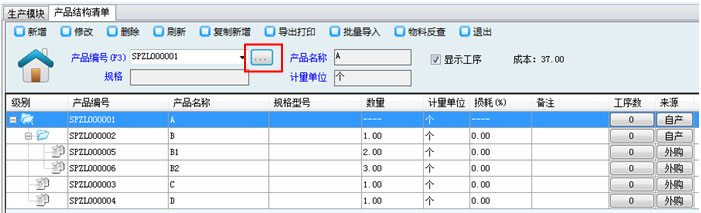 生产模块 产品结构清单
新增 修改 删除 刷新 复制新增 导出打印 批量导入 物料反查 退出
产品编号(F3) SPZL000001 ... 产品名称 A 显示工序 成本: 37.00
规格 计量单位 个
级别 产品编号 产品名称 规格型号 数量 计量单位 损耗(%) 备注 工序数 来源
SPZL000001 A ---- 个 ---- 0 自产
SPZL000002 B 1.00 个 0.00 0 自产
SPZL000005 B1 2.00 个 0.00 0 外购
SPZL000006 B2 3.00 个 0.00 0 外购
SPZL000003 C 1.00 个 0.00 0 外购
SPZL000004 D 1.00 个 0.00 0 外购